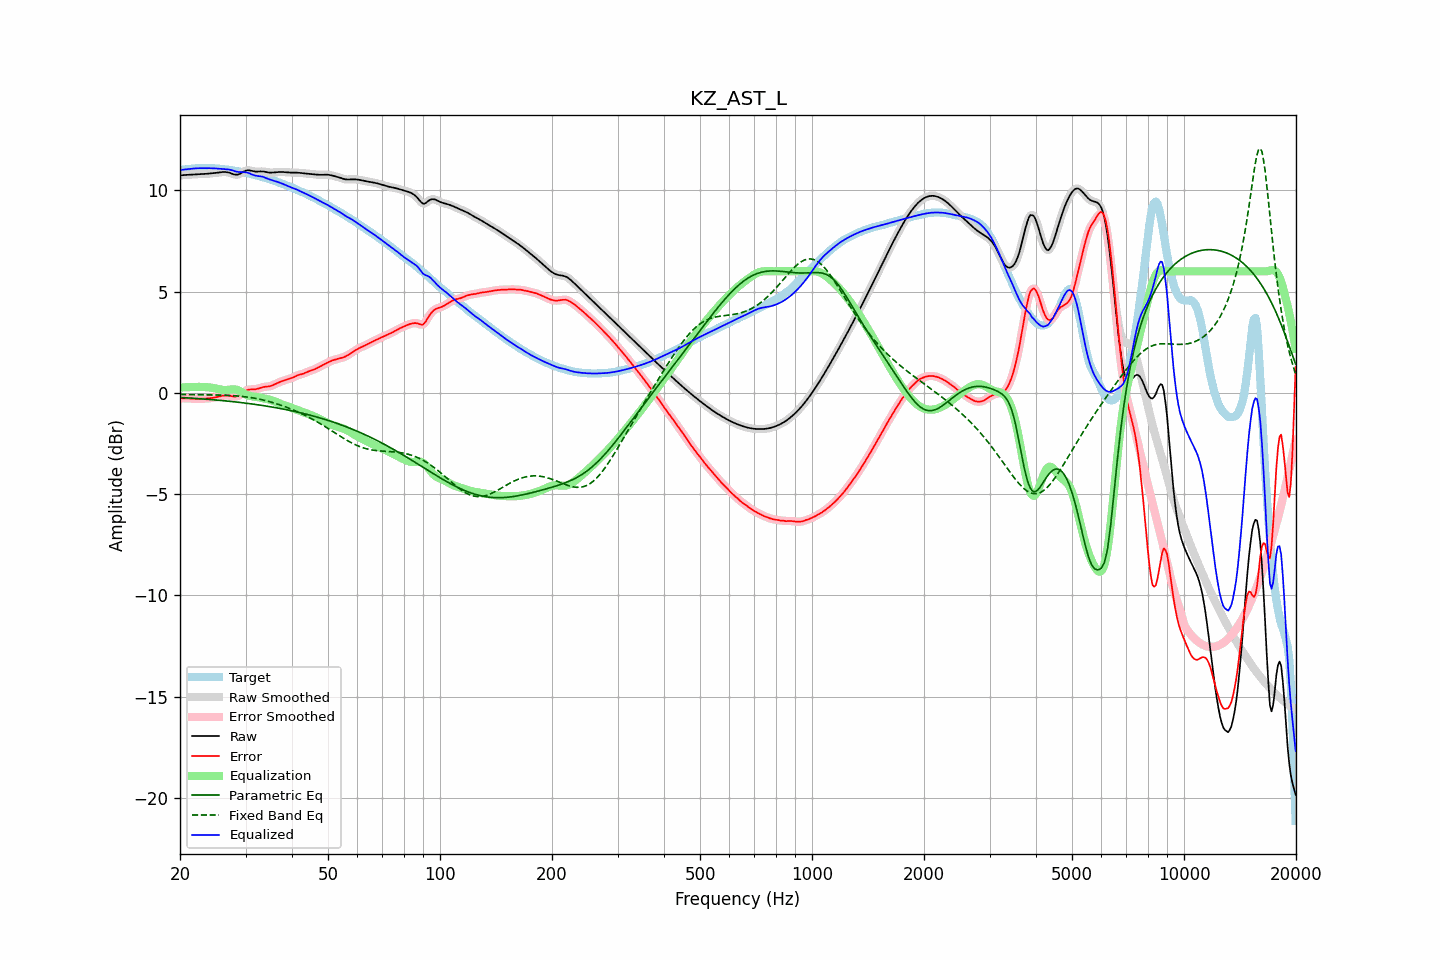 KZ_AST_L
Amplitude (dBr)
10
5
0
−5
−10
−15
−20
Target
Raw Smoothed
Error Smoothed
Raw
Error
Equalization
Parametric Eq
Fixed Band Eq
Equalized
20 50 100 200 500 1000 2000 5000 10000 20000
Frequency (Hz)